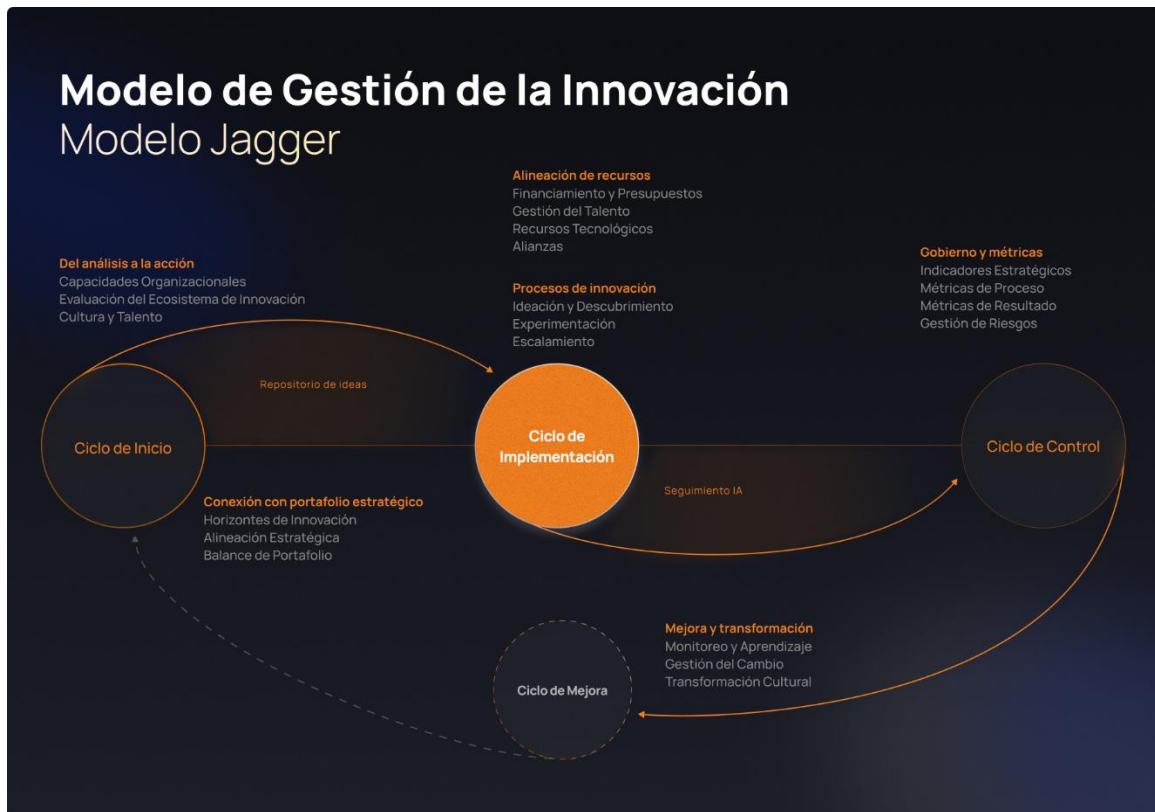 Modelo de Gestión de la Innovación
Modelo Jagger
Alineación de recursos
Financiamiento y Presupuestos
Gestión del Talento
Recursos Tecnológicos
Alianzas
Del análisis a la acción
Capacidades Organizacionales
Evaluación del Ecosistema de Innovación
Cultura y Talento
Procesos de innovación
Ideación y Descubrimiento
Experimentación
Escalamiento
Gobierno y métricas
Indicadores Estratégicos
Métricas de Proceso
Métricas de Resultado
Gestión de Riesgos
Repositorio de ideas
Ciclo de Inicio
Ciclo de
Implementación
Ciclo de Control
Seguimiento IA
Conexión con portafolio estratégico
Horizontes de Innovación
Alineación Estratégica
Balance de Portafolio
Mejora y transformación
Monitoreo y Aprendizaje
Gestión del Cambio
Transformación Cultural
Ciclo de Mejora